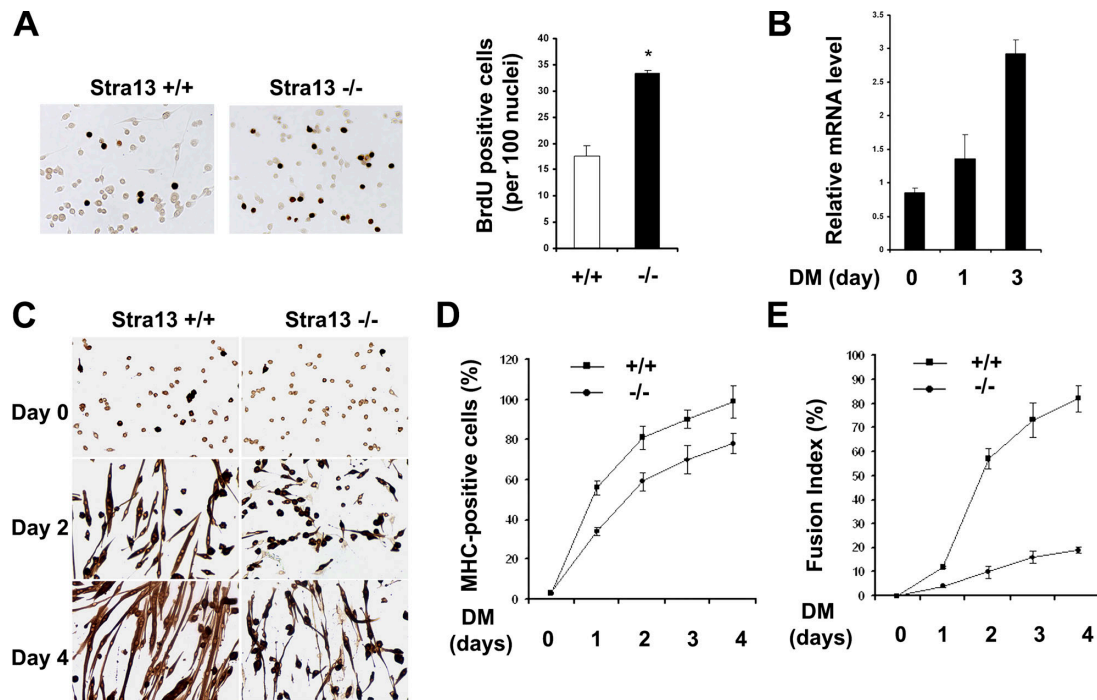 A
Stra13 +/+
Stra13 -/-
BrdU positive cells
(per 100 nuclei)
40
35
30
25
20
15
10
5
0
*
+/+
-/-
B
Relative mRNA level
3.5
3
2.5
2
1.5
1
0.5
0
DM (day)
0 1 3
C
Stra13 +/+
Stra13 -/-
Day 0
Day 2
Day 4
D
MHC-positive cells (%)
120
100
80
60
40
20
0
+/+
-/-
DM
(days)
0 1 2 3 4
E
Fusion Index (%)
100
90
80
70
60
50
40
30
20
10
0
+/+
-/-
DM
(days)
0 1 2 3 4